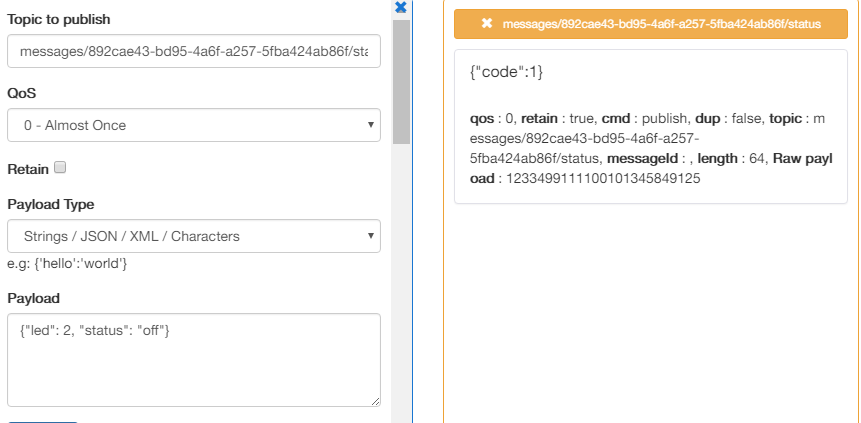 Topic to publish
messages/892cae43-bd95-4a6f-a257-5fba424ab86f/sta
QoS
0 - Almost Once
Retain
Payload Type
Strings / JSON / XML / Characters
e.g: {'hello':'world'}
Payload
{"led": 2, "status": "off"}
messages/892cae43-bd95-4a6f-a257-5fba424ab86f/status
{"code":1}
qos : 0, retain : true, cmd : publish, dup : false, topic : m
essages/892cae43-bd95-4a6f-a257-
5fba424ab86f/status, messageId : , length : 64, Raw payl
oad : 1233499111100101345849125